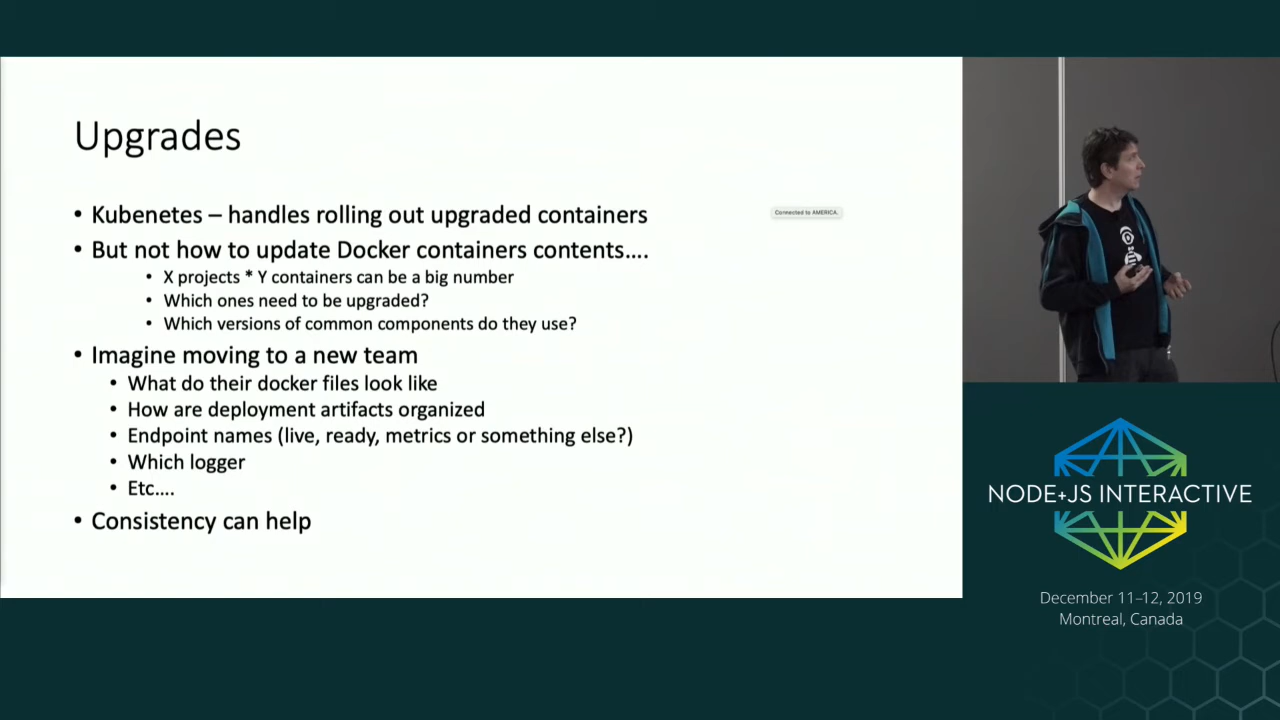 Upgrades
• Kubenetes – handles rolling out upgraded containers
• But not how to update Docker containers contents….
• X projects * Y containers can be a big number
• Which ones need to be upgraded?
• Which versions of common components do they use?
• Imagine moving to a new team
• What do their docker files look like
• How are deployment artifacts organized
• Endpoint names (live, ready, metrics or something else?)
• Which logger
• Etc….
• Consistency can help
Connected to AMERICA.
NODE+JS INTERACTIVE
December 11–12, 2019
Montreal, Canada